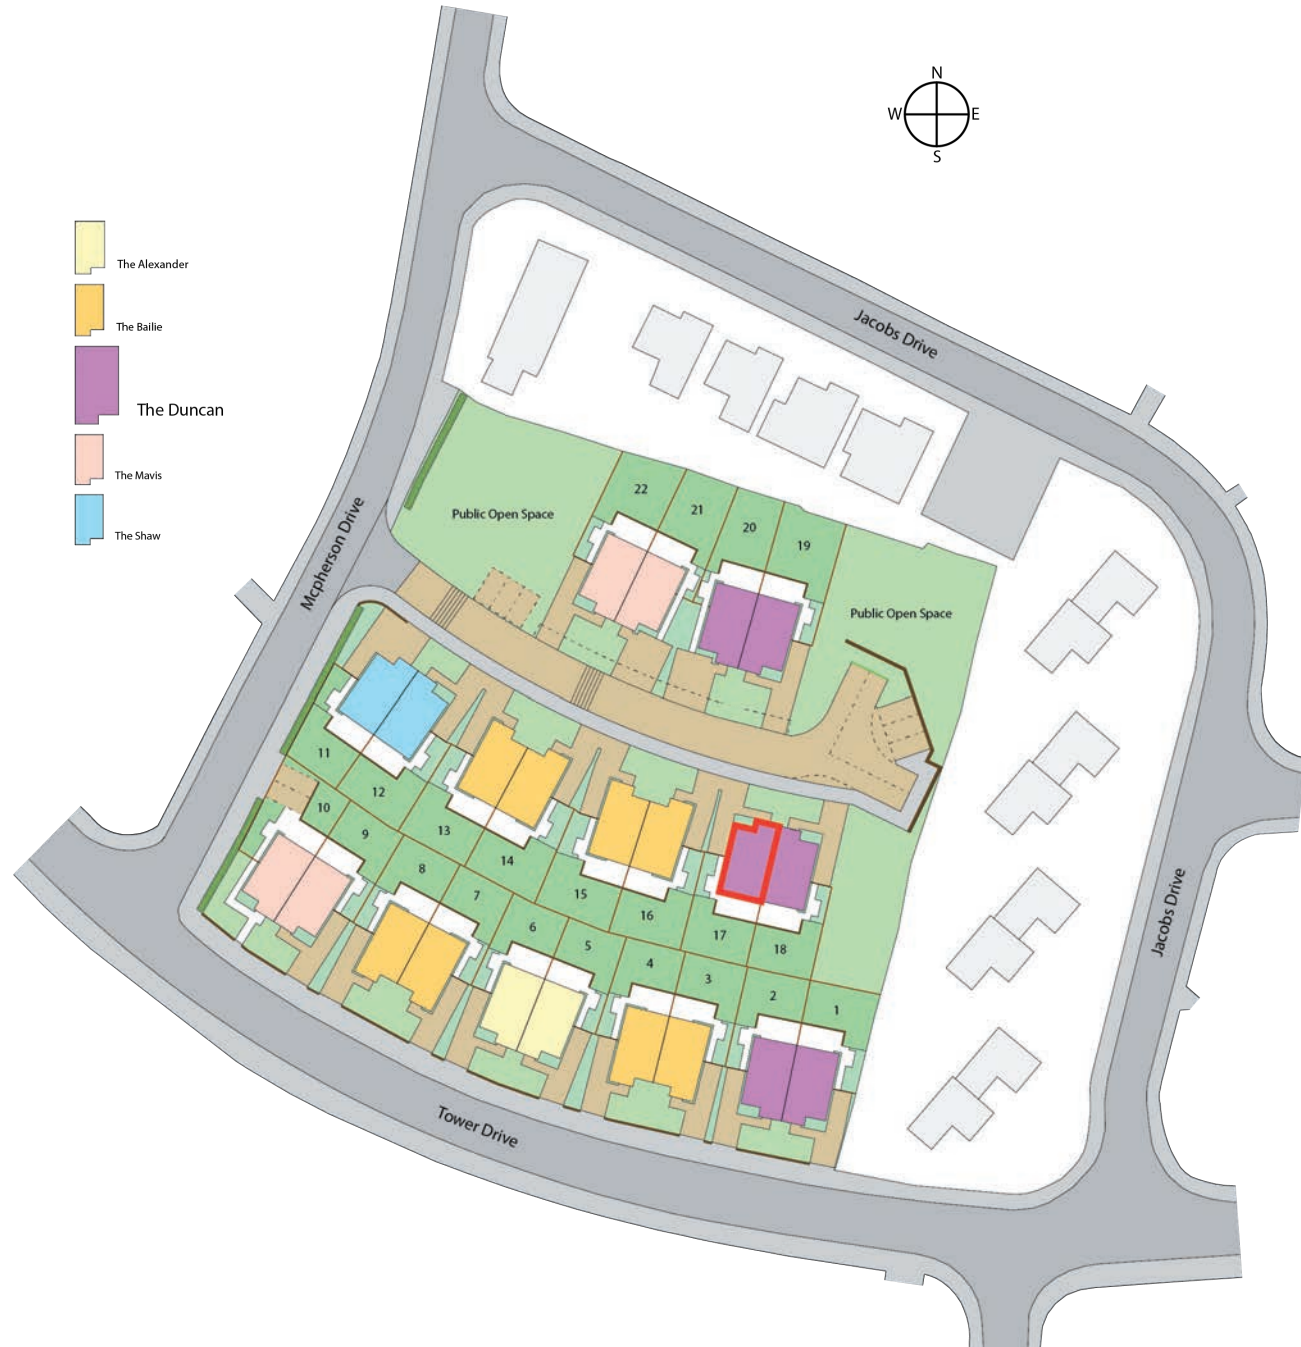 N
W E
S
The Alexander
The Bailie
The Duncan
The Mavis
The Shaw
Jacobs Drive
Mcpherson Drive
Public Open Space
22
21
20
19
Public Open Space
11
12
13
14
15
16
17
18
10
9
8
7
6
5
4
3
2
1
Jacobs Drive
Tower Drive